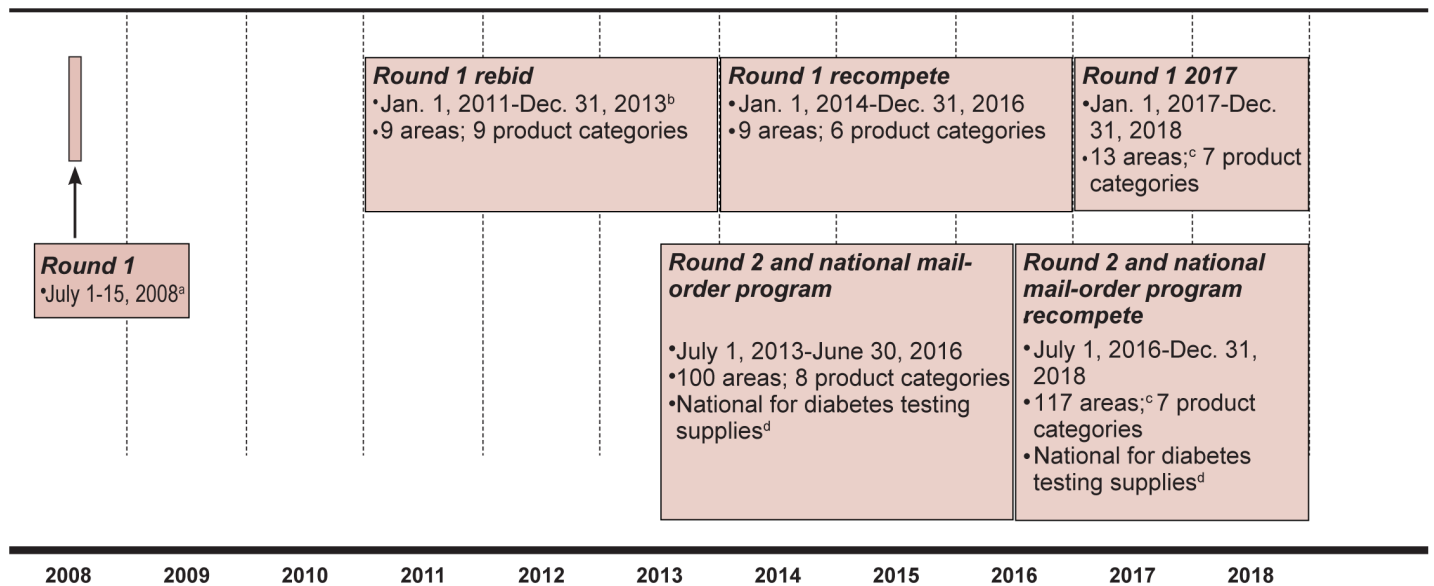 Round 1 rebid
•Jan. 1, 2011-Dec. 31, 2013ᵇ
•9 areas; 9 product categories
Round 1 recompete
•Jan. 1, 2014-Dec. 31, 2016
•9 areas; 6 product categories
Round 1 2017
•Jan. 1, 2017-Dec.
31, 2018
•13 areas;ᶜ 7 product
categories
Round 1
•July 1-15, 2008ᵃ
Round 2 and national mail-
order program
•July 1, 2013-June 30, 2016
•100 areas; 8 product categories
•National for diabetes testing
suppliesᵈ
Round 2 and national
mail-order program
recompete
•July 1, 2016-Dec. 31,
2018
•117 areas;ᶜ 7 product
categories
•National for diabetes
testing suppliesᵈ
2008 2009 2010 2011 2012 2013 2014 2015 2016 2017 2018